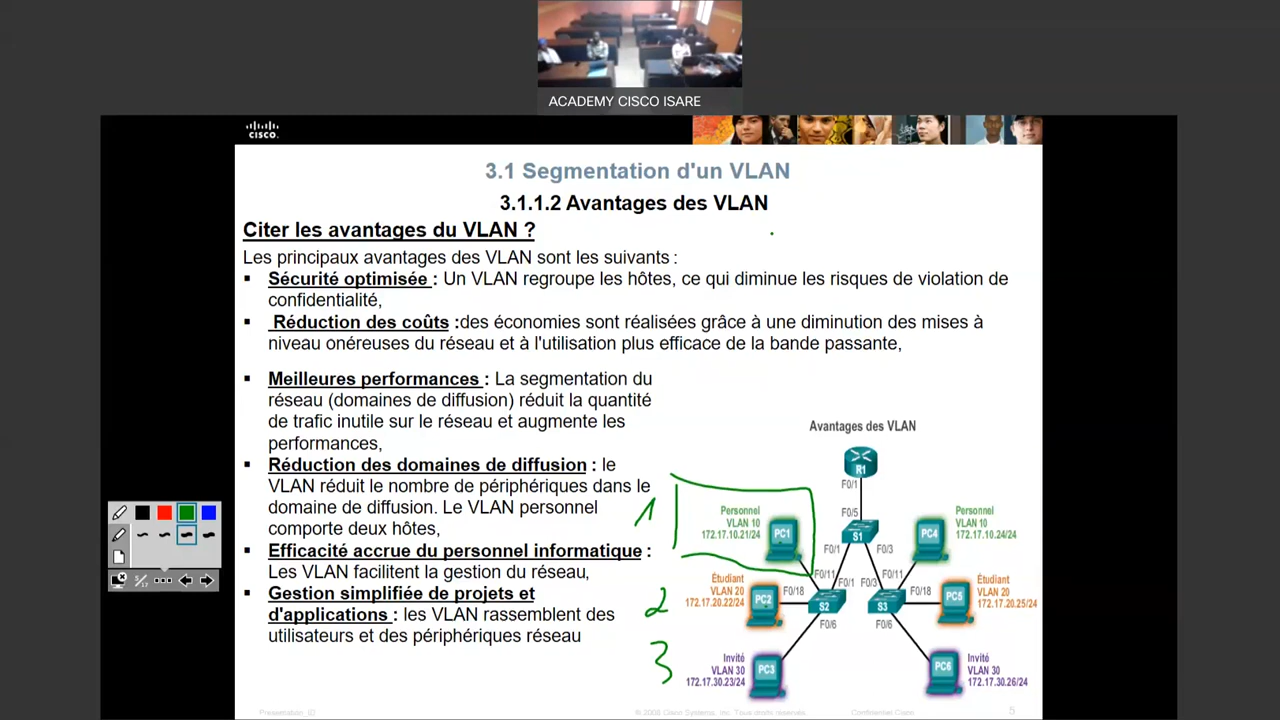 ACADEMY CISCO ISARE
CISCO
3.1 Segmentation d'un VLAN
3.1.1.2 Avantages des VLAN
Citer les avantages du VLAN ?
Les principaux avantages des VLAN sont les suivants :
▪ Sécurité optimisée : Un VLAN regroupe les hôtes, ce qui diminue les risques de violation de
confidentialité,
▪ Réduction des coûts :des économies sont réalisées grâce à une diminution des mises à
niveau onéreuses du réseau et à l'utilisation plus efficace de la bande passante,
▪ Meilleures performances : La segmentation du
réseau (domaines de diffusion) réduit la quantité
de trafic inutile sur le réseau et augmente les
performances,
▪ Réduction des domaines de diffusion : le
VLAN réduit le nombre de périphériques dans le
domaine de diffusion. Le VLAN personnel
comporte deux hôtes,
▪ Efficacité accrue du personnel informatique :
Les VLAN facilitent la gestion du réseau,
▪ Gestion simplifiée de projets et
d'applications : les VLAN rassemblent des
utilisateurs et des périphériques réseau
Avantages des VLAN
R1
F0/1
F0/5
S1
F0/1
F0/3
1
Personnel
VLAN 10
172.17.10.21/24
PC1
PC4
Personnel
VLAN 10
172.17.10.24/24
F0/11
F0/1
F0/3
F0/11
2
Étudiant
VLAN 20
172.17.20.22/24
PC2
F0/18
S2
S3
F0/18
PC5
Étudiant
VLAN 20
172.17.20.25/24
F0/6
F0/6
3
Invité
VLAN 30
172.17.30.23/24
PC3
PC6
Invité
VLAN 30
172.17.30.26/24
Presentation_ID
© 2008 Cisco Systems, Inc. Tous droits réservés.
Confidentiel Cisco
5